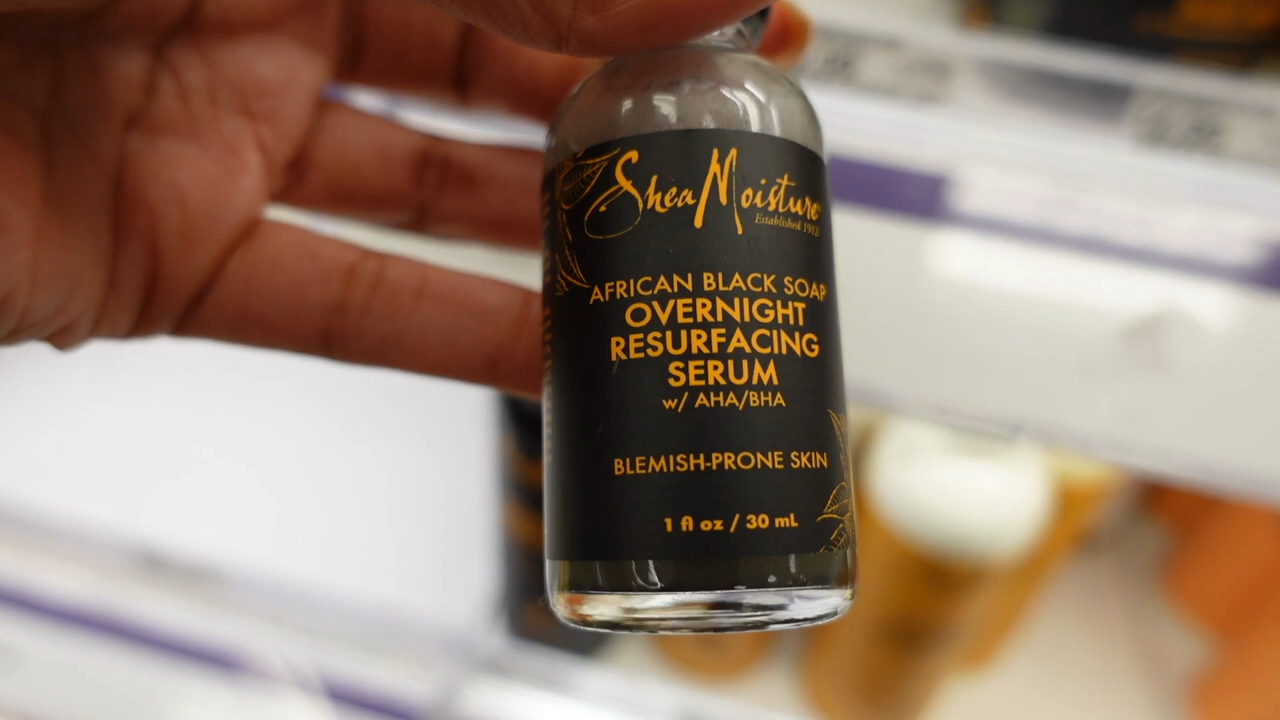 SheaMoisture
Established 1912
AFRICAN BLACK SOAP
OVERNIGHT
RESURFACING
SERUM
w/ AHA/BHA
BLEMISH-PRONE SKIN
1 fl oz / 30 mL